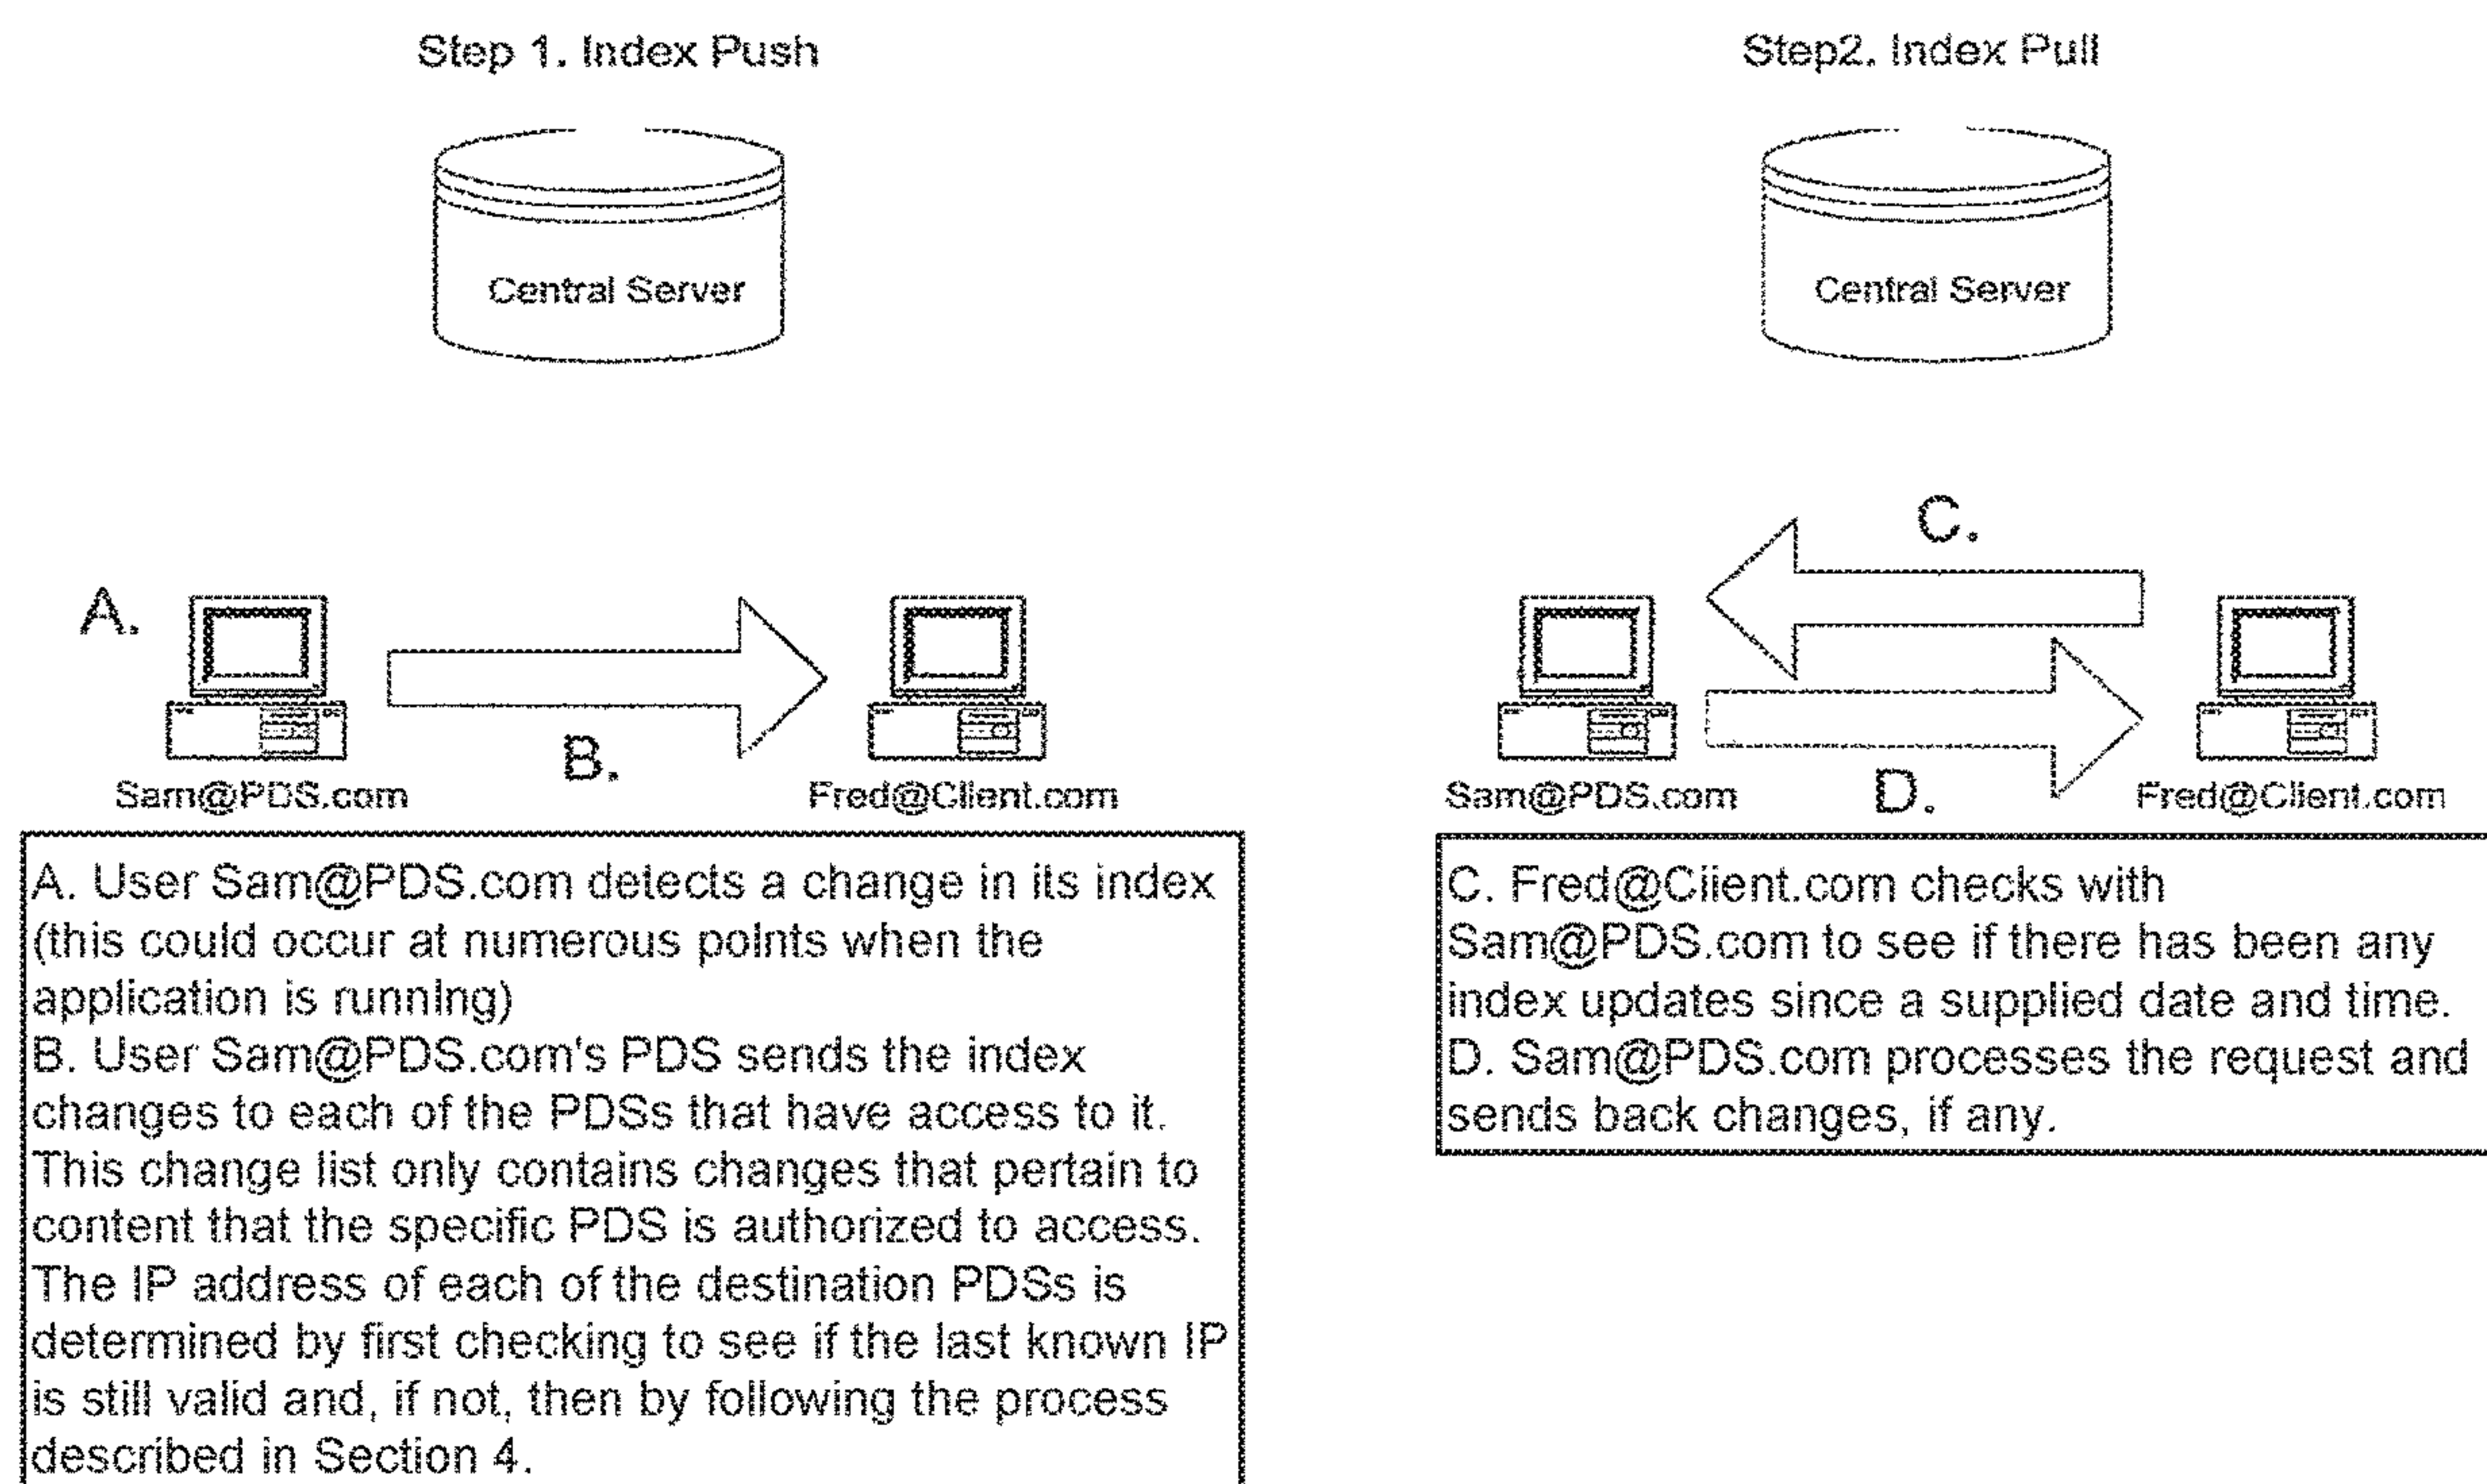 Step 1. Index Push
Central Server
A.
B.
Sam@PDS.com
Fred@Client.com
A. User Sam@PDS.com detects a change in its index
(this could occur at numerous points when the
application is running)
B. User Sam@PDS.com's PDS sends the index
changes to each of the PDSs that have access to it.
This change list only contains changes that pertain to
content that the specific PDS is authorized to access.
The IP address of each of the destination PDSs is
determined by first checking to see if the last known IP
is still valid and, if not, then by following the process
described in Section 4.
Step2. Index Pull
Central Server
C.
D.
Sam@PDS.com
Fred@Client.com
C. Fred@Client.com checks with
Sam@PDS.com to see if there has been any
index updates since a supplied date and time.
D. Sam@PDS.com processes the request and
sends back changes, if any.